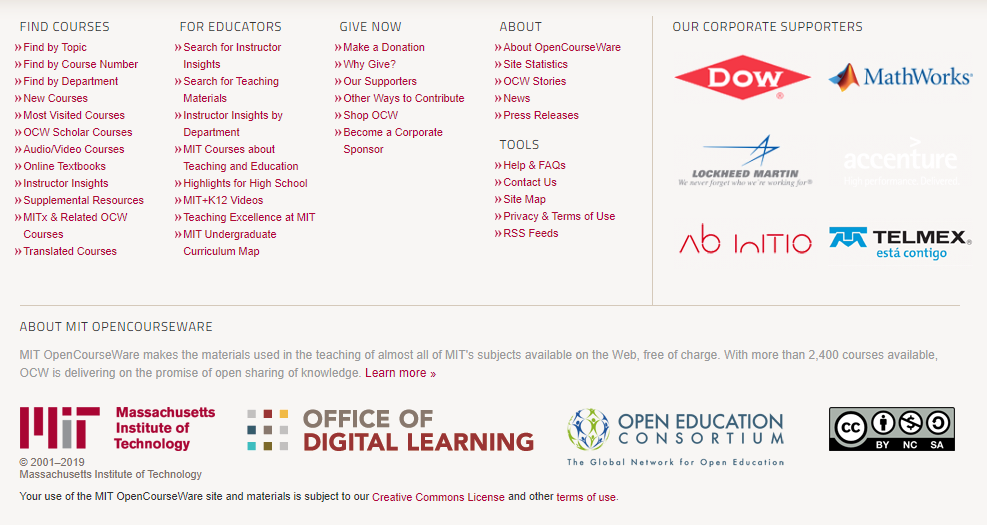 FIND COURSES
» Find by Topic
» Find by Course Number
» Find by Department
» New Courses
» Most Visited Courses
» OCW Scholar Courses
» Audio/Video Courses
» Online Textbooks
» Instructor Insights
» Supplemental Resources
» MITx & Related OCW
Courses
» Translated Courses
FOR EDUCATORS
» Search for Instructor
Insights
» Search for Teaching
Materials
» Instructor Insights by
Department
» MIT Courses about
Teaching and Education
» Highlights for High School
» MIT+K12 Videos
» Teaching Excellence at MIT
» MIT Undergraduate
Curriculum Map
GIVE NOW
» Make a Donation
» Why Give?
» Our Supporters
» Other Ways to Contribute
» Shop OCW
» Become a Corporate
Sponsor
ABOUT
» About OpenCourseWare
» Site Statistics
» OCW Stories
» News
» Press Releases
TOOLS
» Help & FAQs
» Contact Us
» Site Map
» Privacy & Terms of Use
» RSS Feeds
OUR CORPORATE SUPPORTERS
DOW®
MathWorks®
LOCKHEED MARTIN
We never forget who we're working for®
accenture
Ab INITIO
TELMEX®
está contigo
ABOUT MIT OPENCOURSEWARE
MIT OpenCourseWare makes the materials used in the teaching of almost all of MIT's subjects available on the Web, free of charge. With more than 2,400 courses available,
OCW is delivering on the promise of open sharing of knowledge. Learn more »
MIT Massachusetts
Institute of
Technology
OFFICE OF
DIGITAL LEARNING
OPEN EDUCATION
CONSORTIUM
The Global Network for Open Education
cc
BY NC SA
© 2001–2019
Massachusetts Institute of Technology
Your use of the MIT OpenCourseWare site and materials is subject to our Creative Commons License and other terms of use.